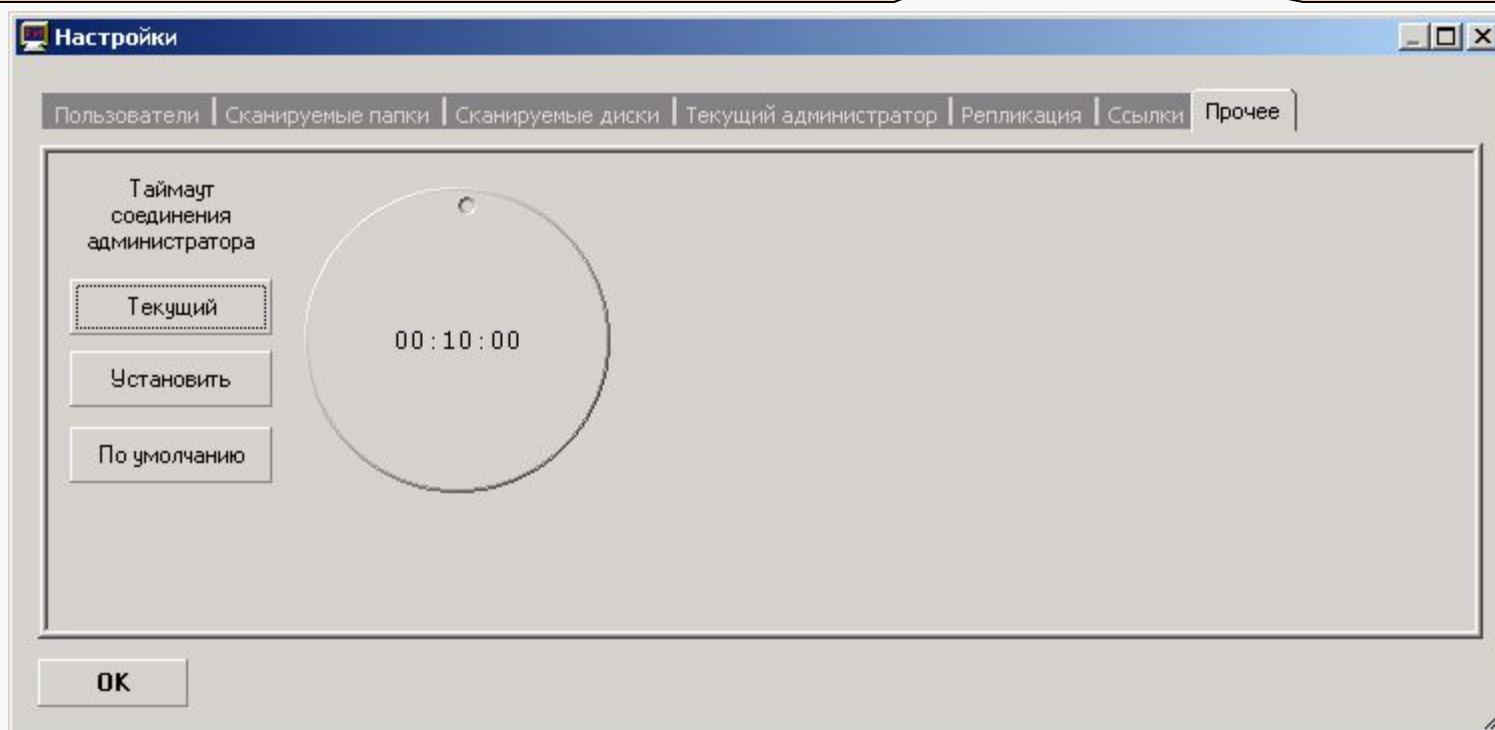 Настройки
Пользователи Сканируемые папки Сканируемые диски Текущий администратор Репликация Ссылки Прочее
Таймаут
соединения
администратора
Текущий
00:10:00
Установить
По умолчанию
OK